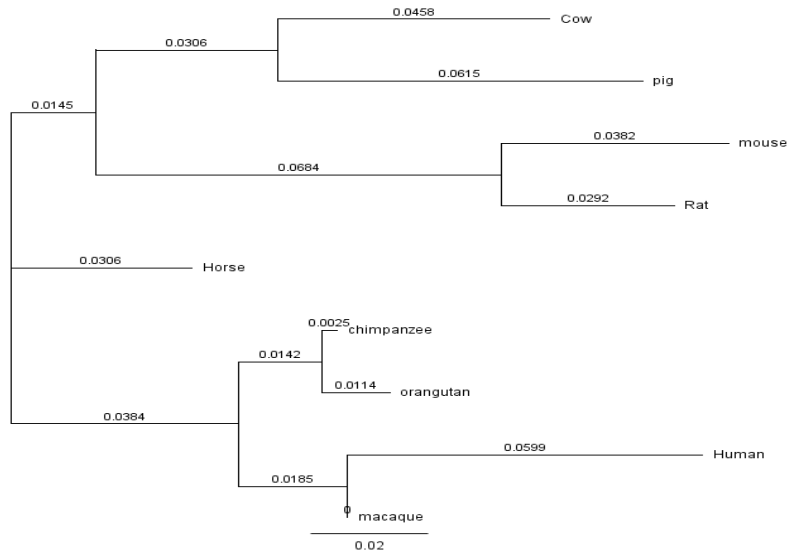 0.0458
Cow
0.0306
0.0615
pig
0.0145
0.0382
mouse
0.0684
0.0292
Rat
0.0306
Horse
0.0025
chimpanzee
0.0142
0.0114
orangutan
0.0384
0.0599
Human
0.0185
0
macaque
0.02